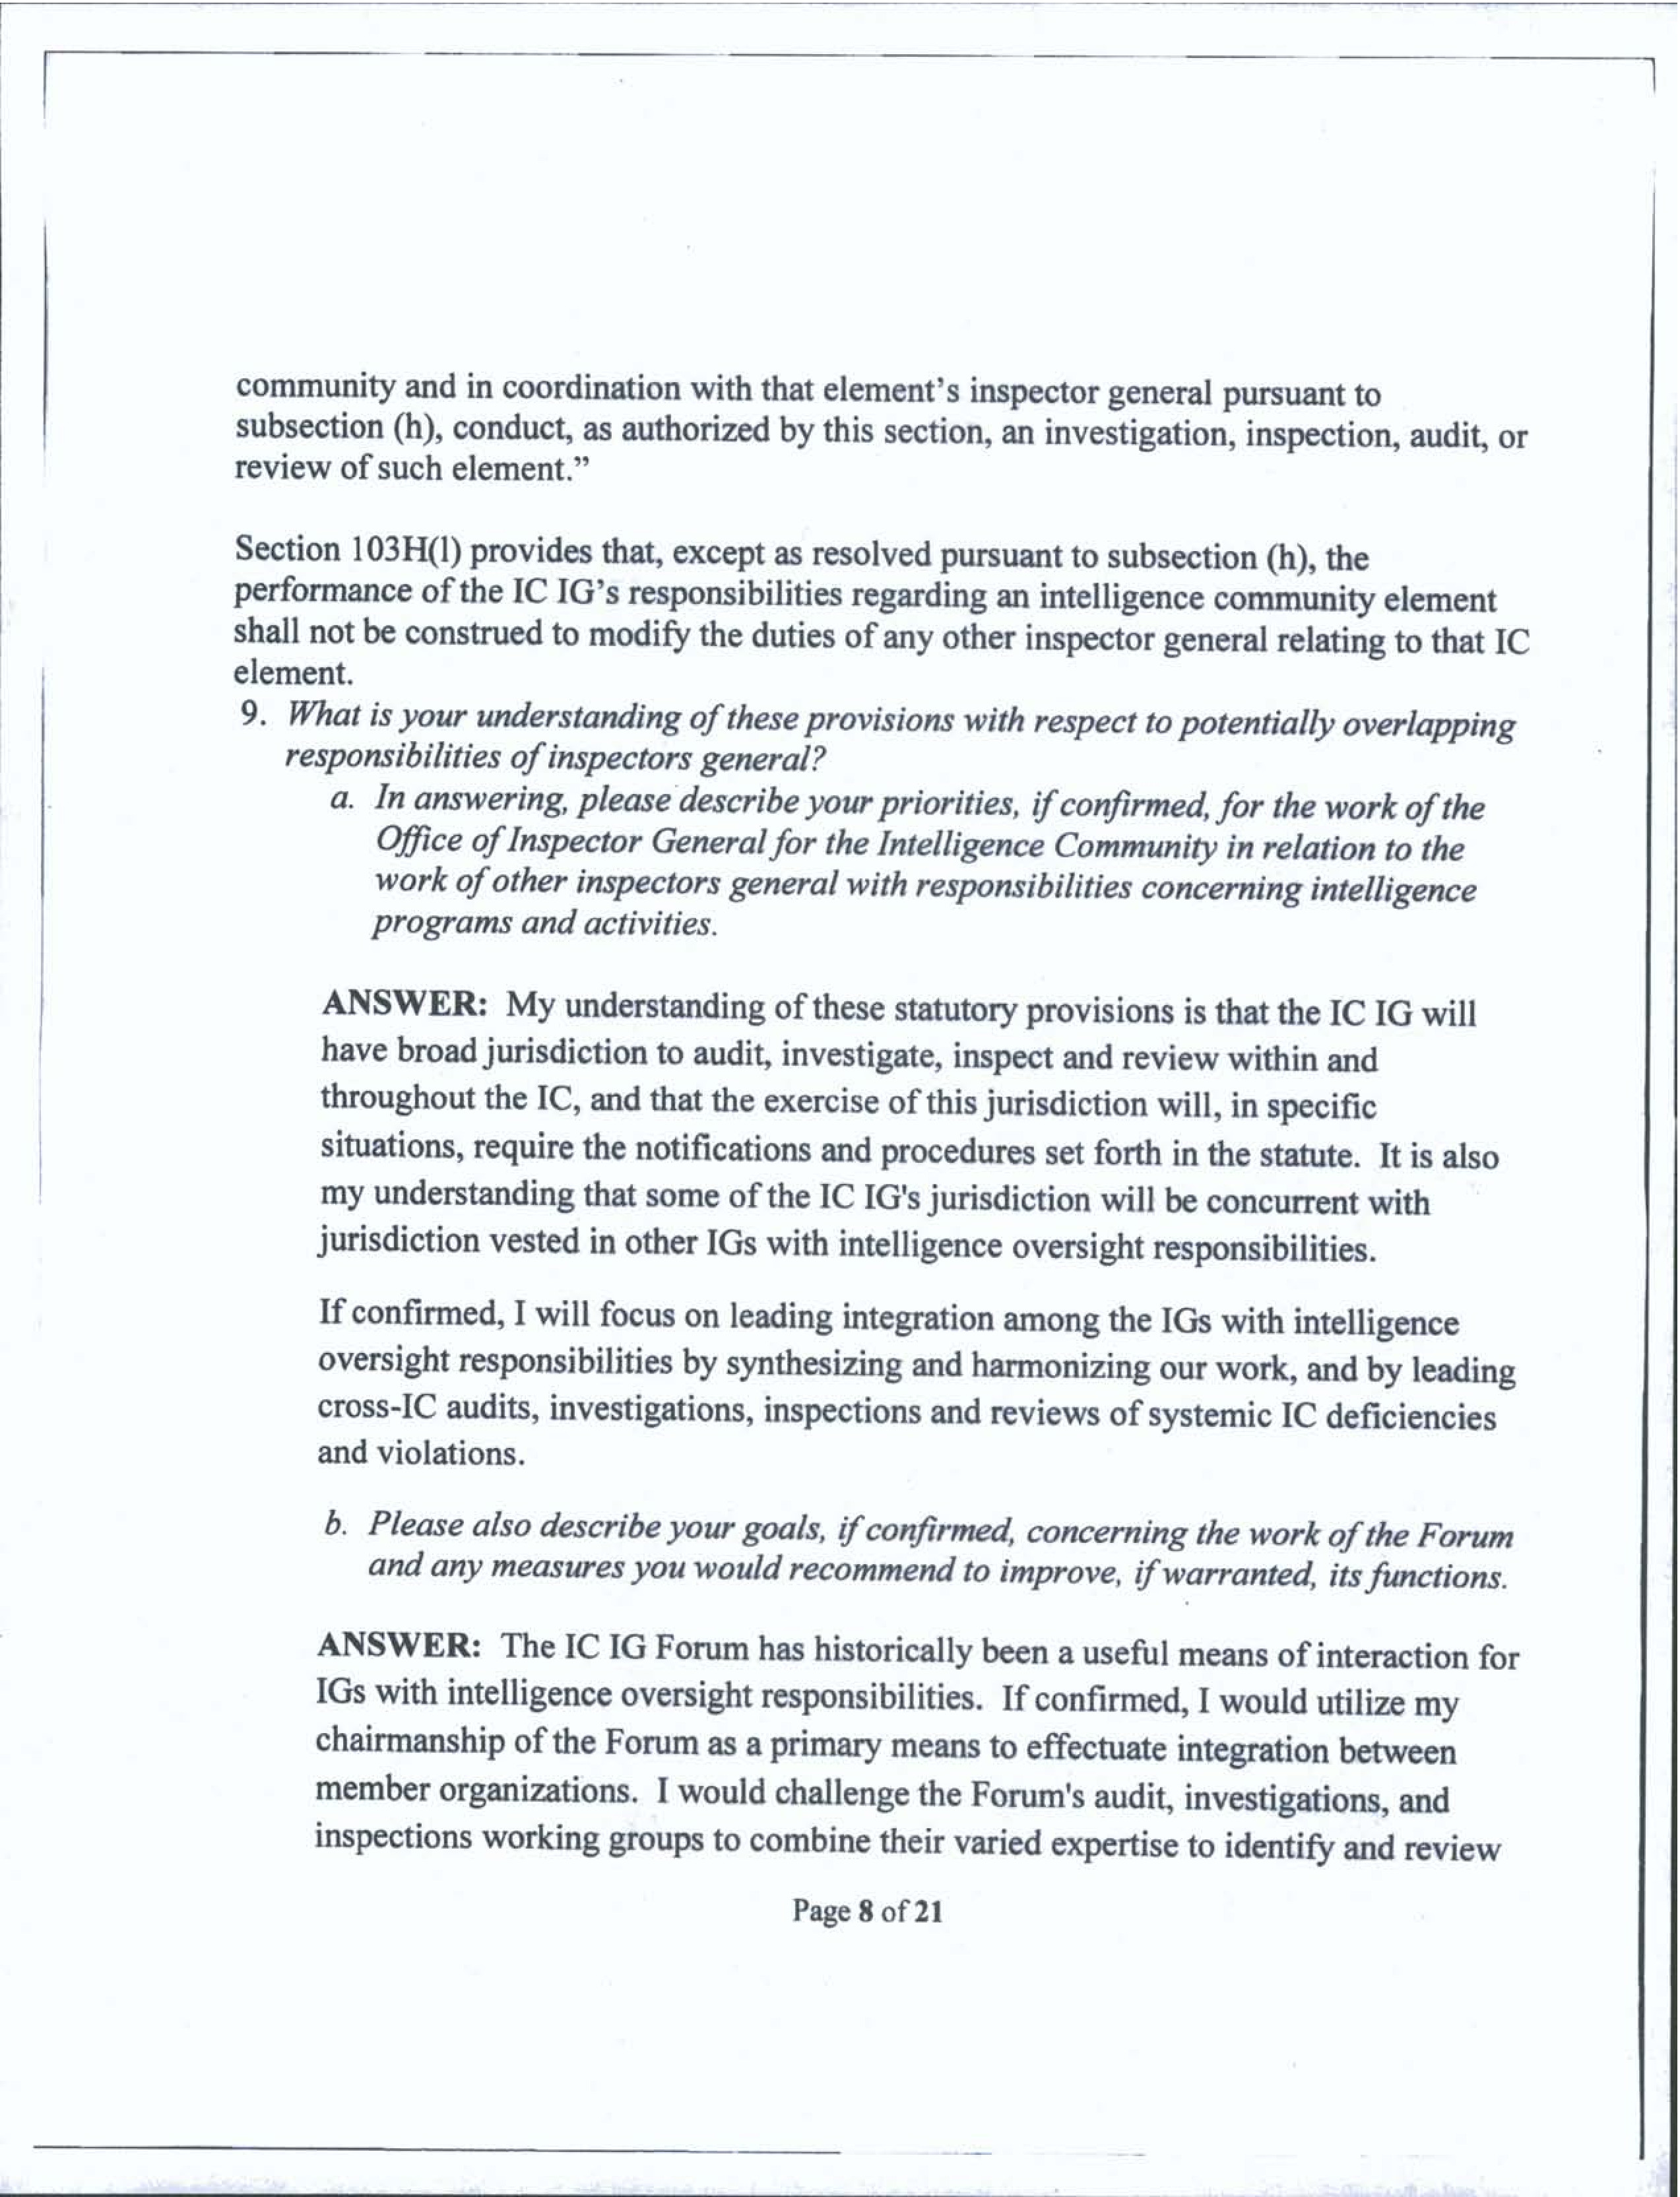 community and in coordination with that element's inspector general pursuant to
subsection (h), conduct, as authorized by this section, an investigation, inspection, audit, or
review of such element.”
Section 103H(l) provides that, except as resolved pursuant to subsection (h), the
performance of the IC IG's responsibilities regarding an intelligence community element
shall not be construed to modify the duties of any other inspector general relating to that IC
element.
9. What is your understanding of these provisions with respect to potentially overlapping
responsibilities of inspectors general?
a. In answering, please describe your priorities, if confirmed, for the work of the
Office of Inspector General for the Intelligence Community in relation to the
work of other inspectors general with responsibilities concerning intelligence
programs and activities.
ANSWER: My understanding of these statutory provisions is that the IC IG will
have broad jurisdiction to audit, investigate, inspect and review within and
throughout the IC, and that the exercise of this jurisdiction will, in specific
situations, require the notifications and procedures set forth in the statute. It is also
my understanding that some of the IC IG's jurisdiction will be concurrent with
jurisdiction vested in other IGs with intelligence oversight responsibilities.
If confirmed, I will focus on leading integration among the IGs with intelligence
oversight responsibilities by synthesizing and harmonizing our work, and by leading
cross-IC audits, investigations, inspections and reviews of systemic IC deficiencies
and violations.
b. Please also describe your goals, if confirmed, concerning the work of the Forum
and any measures you would recommend to improve, if warranted, its functions.
ANSWER: The IC IG Forum has historically been a useful means of interaction for
IGs with intelligence oversight responsibilities. If confirmed, I would utilize my
chairmanship of the Forum as a primary means to effectuate integration between
member organizations. I would challenge the Forum's audit, investigations, and
inspections working groups to combine their varied expertise to identify and review
Page 8 of 21